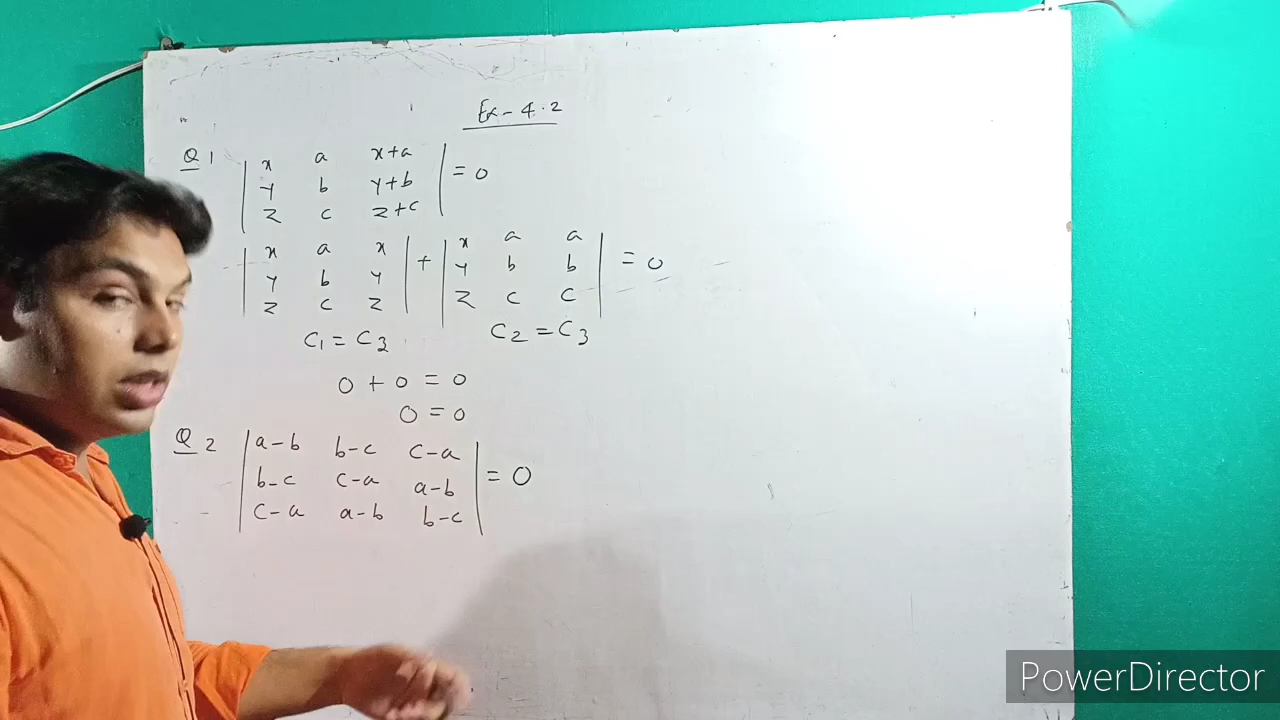 Ex - 4.2
Q 1 | x a x+a |
| y b y+b | = 0
| z c z+c |
| x a x | + | x a a |
| y b y | | y b b | = 0
| z c z | | z c c |
C1 = C3 C2 = C3
0 + 0 = 0
0 = 0
Q 2 | a-b b-c c-a |
| b-c c-a a-b | = 0
| c-a a-b b-c |
PowerDirector